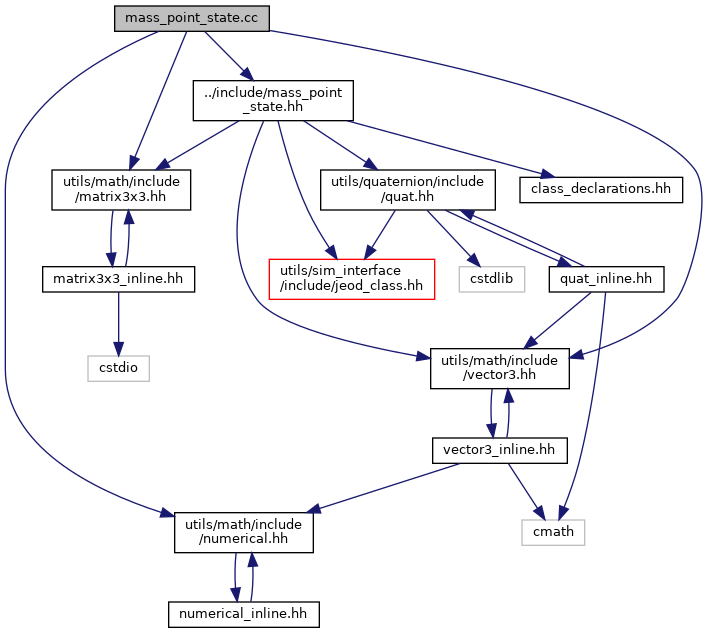 mass_point_state.cc
../include/mass_point
_state.hh
utils/math/include
/matrix3x3.hh
utils/quaternion/include
/quat.hh
class_declarations.hh
matrix3x3_inline.hh
utils/sim_interface
/include/jeod_class.hh
cstdlib
quat_inline.hh
cstdio
utils/math/include
/vector3.hh
vector3_inline.hh
utils/math/include
/numerical.hh
cmath
numerical_inline.hh